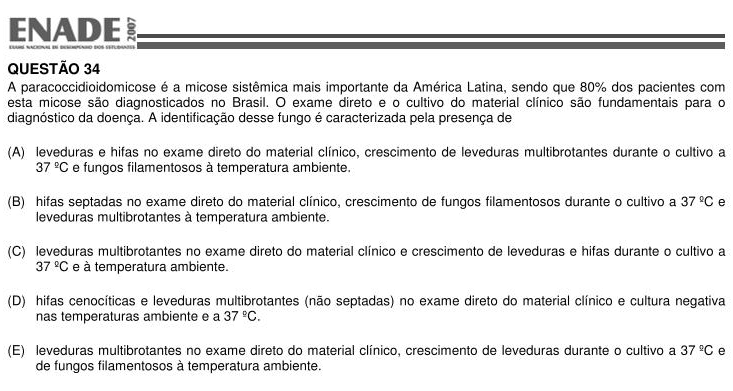 ENADE 2007
EXAME NACIONAL DE DESEMPENHO DOS ESTUDANTES
QUESTÃO 34
A paracoccidioidomicose é a micose sistêmica mais importante da América Latina, sendo que 80% dos pacientes com
esta micose são diagnosticados no Brasil. O exame direto e o cultivo do material clínico são fundamentais para o
diagnóstico da doença. A identificação desse fungo é caracterizada pela presença de
(A) leveduras e hifas no exame direto do material clínico, crescimento de leveduras multibrotantes durante o cultivo a
37 ºC e fungos filamentosos à temperatura ambiente.
(B) hifas septadas no exame direto do material clínico, crescimento de fungos filamentosos durante o cultivo a 37 ºC e
leveduras multibrotantes à temperatura ambiente.
(C) leveduras multibrotantes no exame direto do material clínico e crescimento de leveduras e hifas durante o cultivo a
37 ºC e à temperatura ambiente.
(D) hifas cenocíticas e leveduras multibrotantes (não septadas) no exame direto do material clínico e cultura negativa
nas temperaturas ambiente e a 37 ºC.
(E) leveduras multibrotantes no exame direto do material clínico, crescimento de leveduras durante o cultivo a 37 ºC e
de fungos filamentosos à temperatura ambiente.